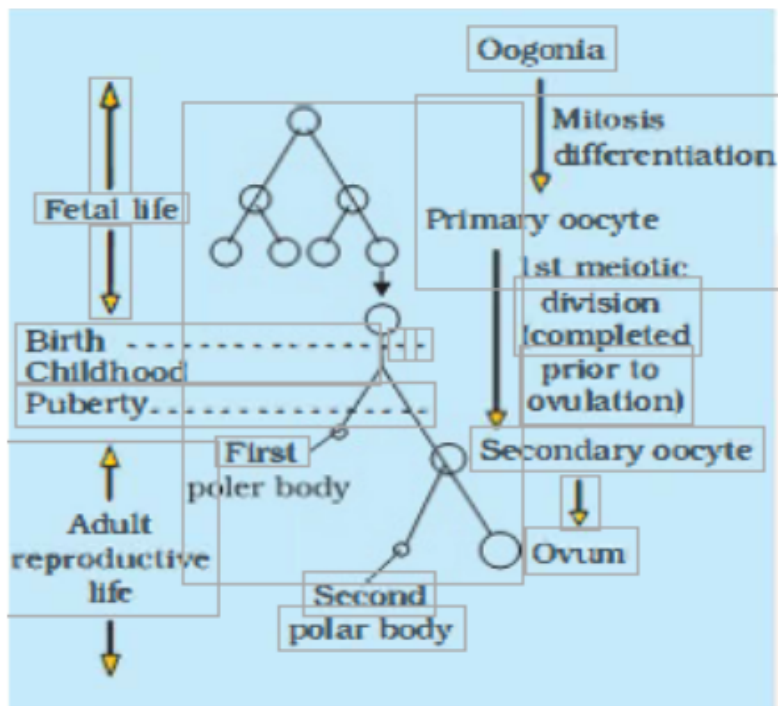 Oogonia
Mitosis
differentiation
Fetal life
Primary oocyte
1st meiotic
division
(completed
prior to
ovulation)
Birth
Childhood
Puberty
First
poler body
Secondary oocyte
Adult
reproductive
life
Ovum
Second
polar body